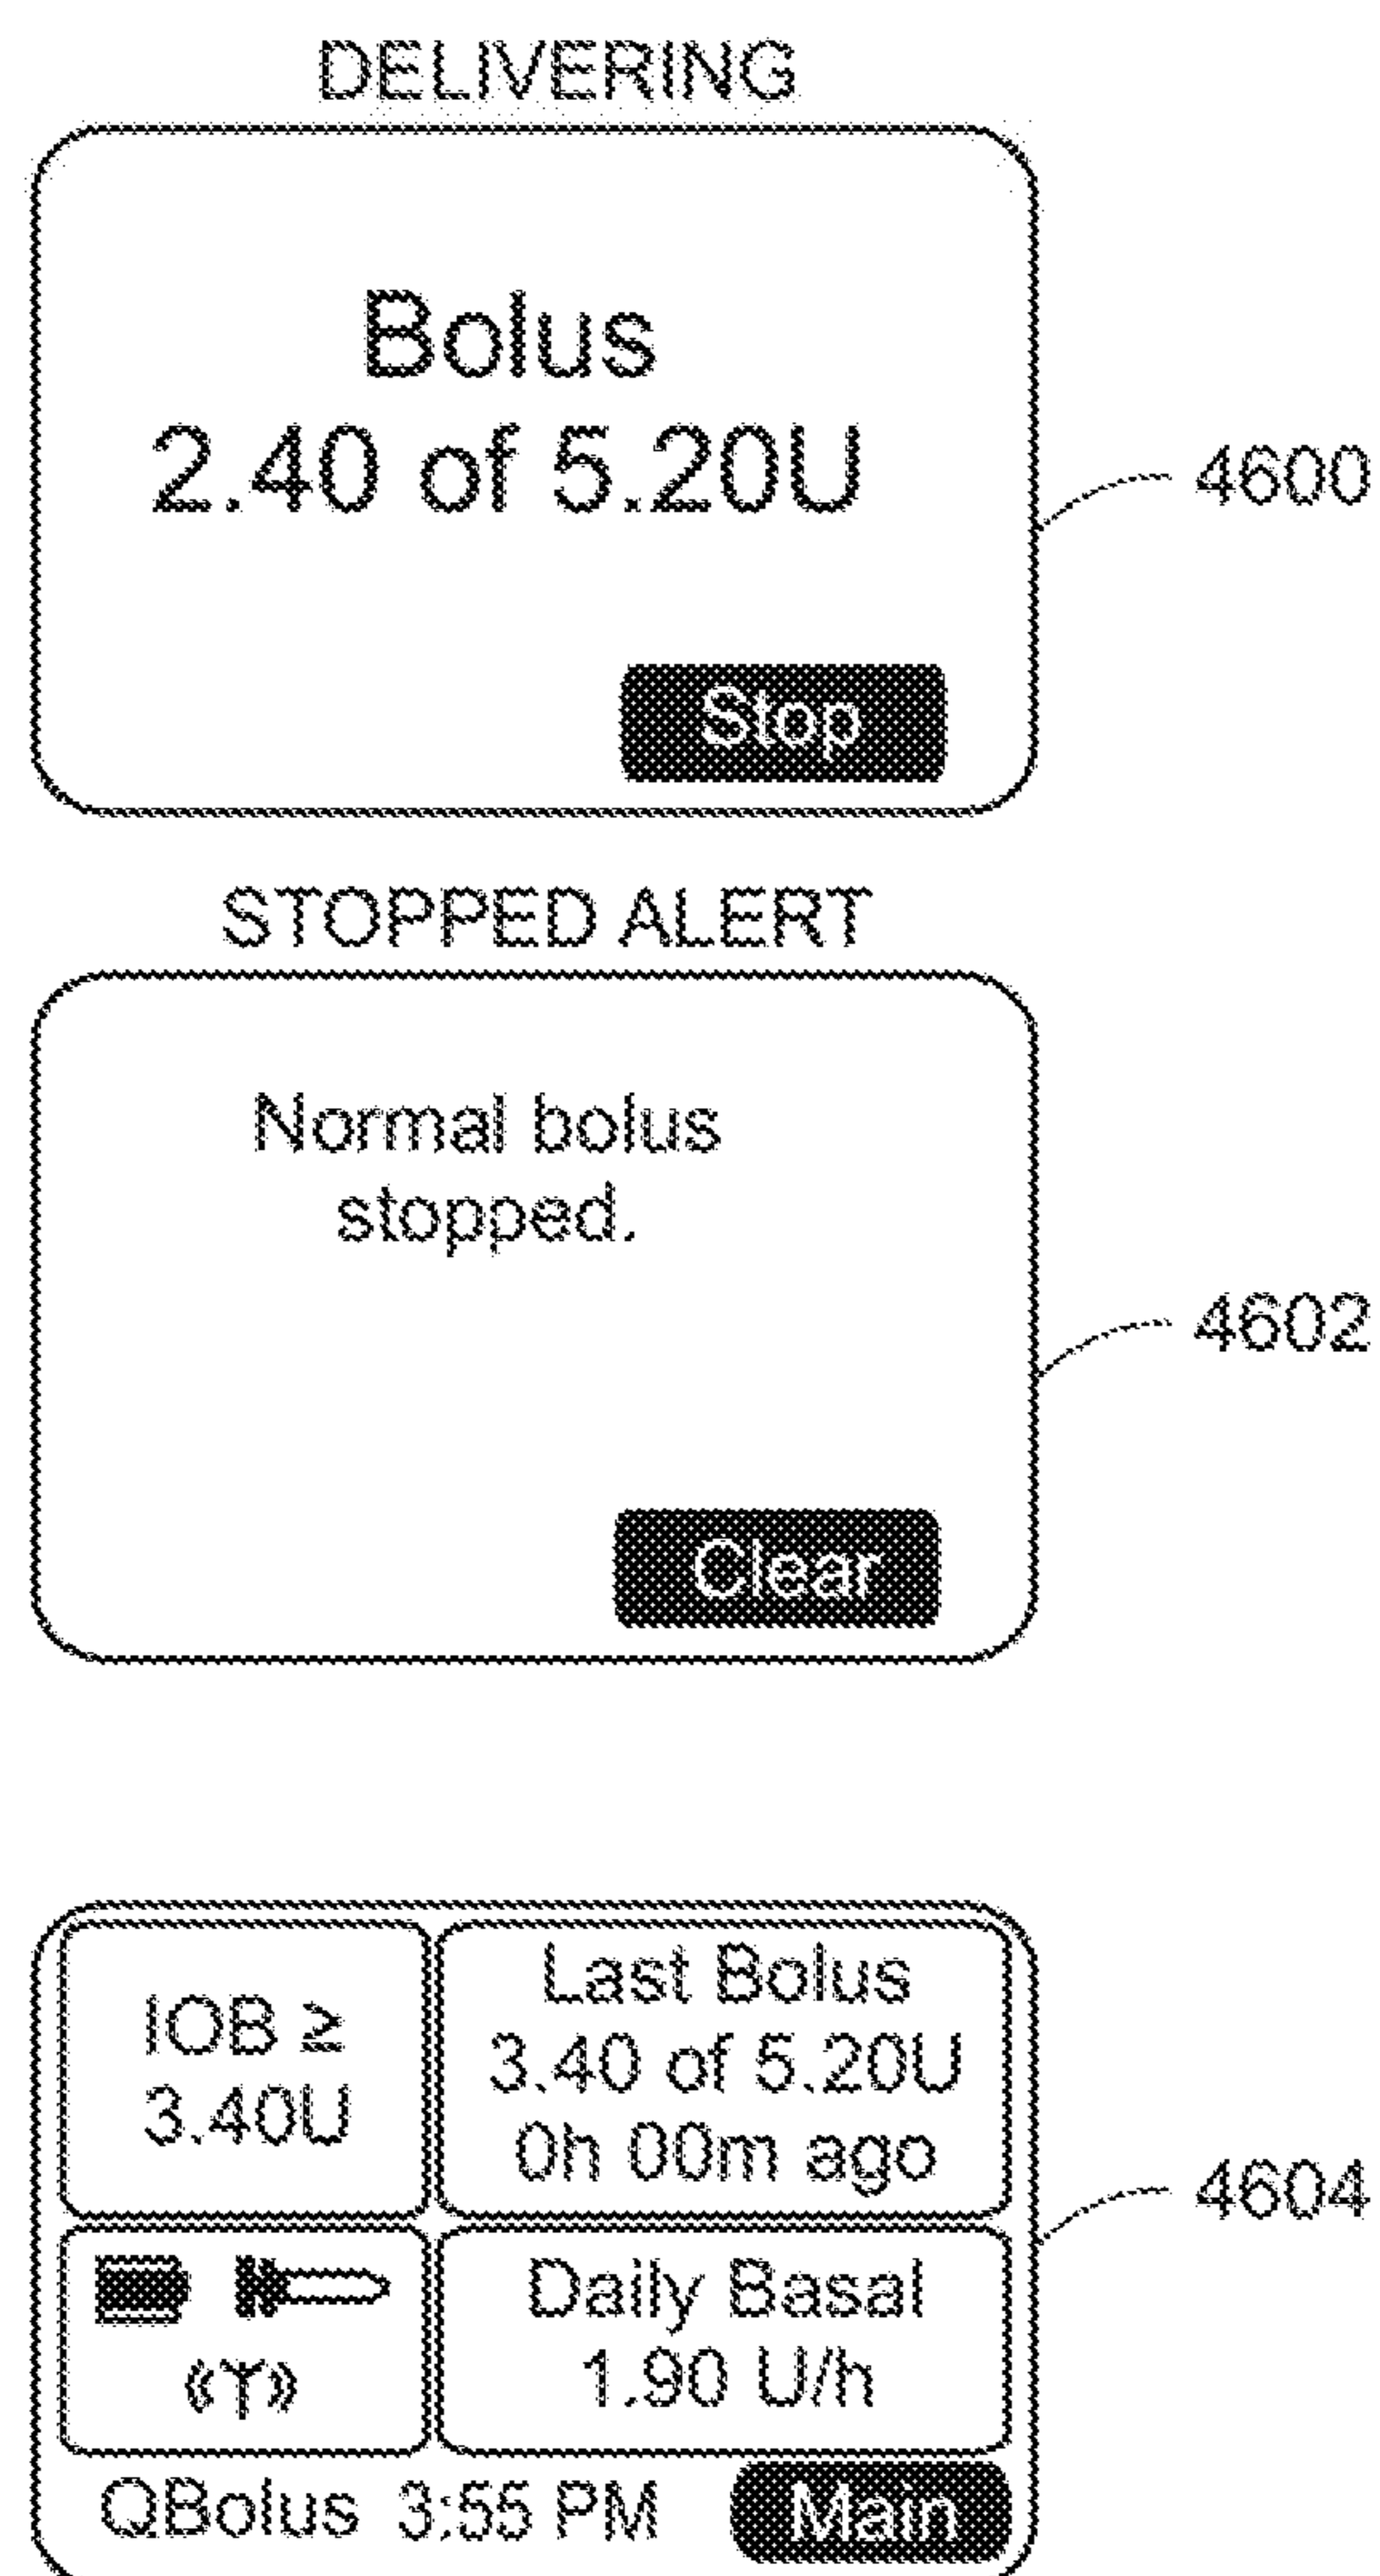 DELIVERING
Bolus
2.40 of 5.20U
Stop
4600
STOPPED ALERT
Normal bolus
stopped.
4602
Clear
IOB ≥
3.40U
Last Bolus
3.40 of 5.20U
0h 00m ago
4604
Daily Basal
1.90 U/h
QBolus 3:55 PM
Main